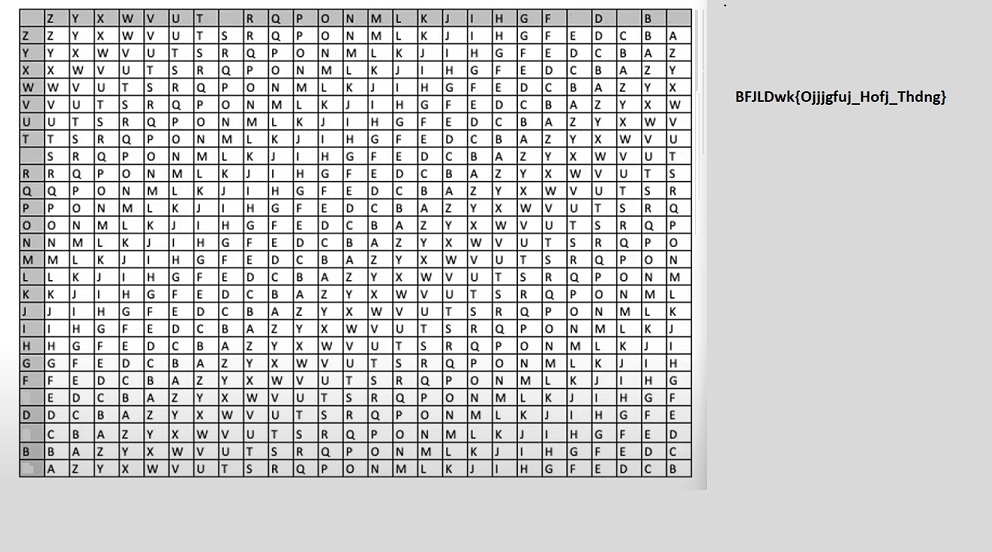 Z Y X W V U T R Q P O N M L K J I H G F D B
Z Z Y X W V U T S R Q P O N M L K J I H G F E D C B A
Y Y X W V U T S R Q P O N M L K J I H G F E D C B A Z
X X W V U T S R Q P O N M L K J I H G F E D C B A Z Y
W W V U T S R Q P O N M L K J I H G F E D C B A Z Y X
V V U T S R Q P O N M L K J I H G F E D C B A Z Y X W
U U T S R Q P O N M L K J I H G F E D C B A Z Y X W V
T T S R Q P O N M L K J I H G F E D C B A Z Y X W V U
S R Q P O N M L K J I H G F E D C B A Z Y X W V U T
R R Q P O N M L K J I H G F E D C B A Z Y X W V U T S
Q Q P O N M L K J I H G F E D C B A Z Y X W V U T S R
P P O N M L K J I H G F E D C B A Z Y X W V U T S R Q
O O N M L K J I H G F E D C B A Z Y X W V U T S R Q P
N N M L K J I H G F E D C B A Z Y X W V U T S R Q P O
M M L K J I H G F E D C B A Z Y X W V U T S R Q P O N
L L K J I H G F E D C B A Z Y X W V U T S R Q P O N M
K K J I H G F E D C B A Z Y X W V U T S R Q P O N M L
J J I H G F E D C B A Z Y X W V U T S R Q P O N M L K
I I H G F E D C B A Z Y X W V U T S R Q P O N M L K J
H H G F E D C B A Z Y X W V U T S R Q P O N M L K J I
G G F E D C B A Z Y X W V U T S R Q P O N M L K J I H
F F E D C B A Z Y X W V U T S R Q P O N M L K J I H G
E D C B A Z Y X W V U T S R Q P O N M L K J I H G F
D D C B A Z Y X W V U T S R Q P O N M L K J I H G F E
C B A Z Y X W V U T S R Q P O N M L K J I H G F E D
B B A Z Y X W V U T S R Q P O N M L K J I H G F E D C
A Z Y X W V U T S R Q P O N M L K J I H G F E D C B
BFJLDwk{Ojjjgfuj_Hofj_Thdng}